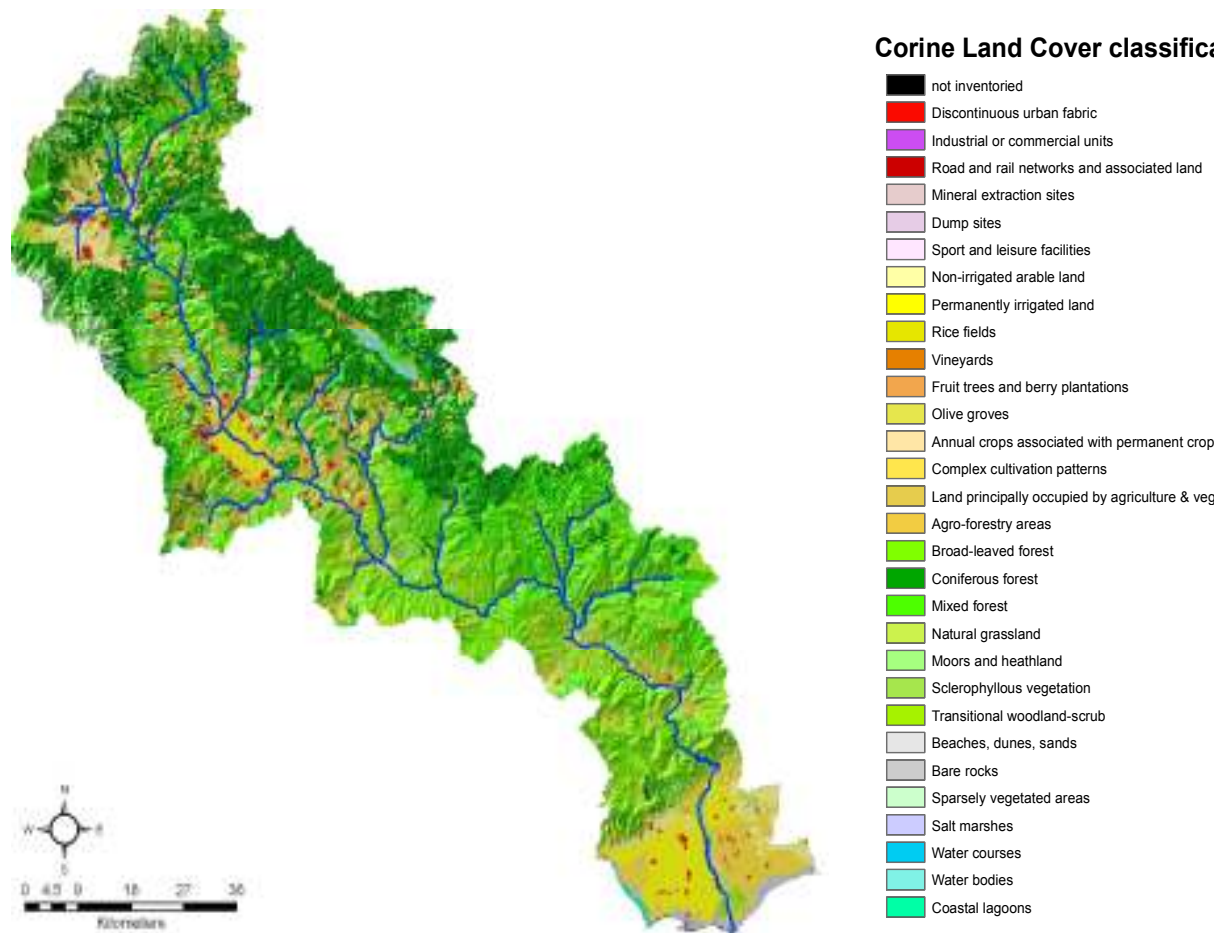 Corine Land Cover classifica
not inventoried
Discontinuous urban fabric
Industrial or commercial units
Road and rail networks and associated land
Mineral extraction sites
Dump sites
Sport and leisure facilities
Non-irrigated arable land
Permanently irrigated land
Rice fields
Vineyards
Fruit trees and berry plantations
Olive groves
Annual crops associated with permanent crop
Complex cultivation patterns
Land principally occupied by agriculture & veg
Agro-forestry areas
Broad-leaved forest
Coniferous forest
Mixed forest
Natural grassland
Moors and heathland
Sclerophyllous vegetation
Transitional woodland-scrub
Beaches, dunes, sands
Bare rocks
Sparsely vegetated areas
Salt marshes
Water courses
Water bodies
Coastal lagoons
N
W E
S
0 4.5 9 18 27 36
Kilometers